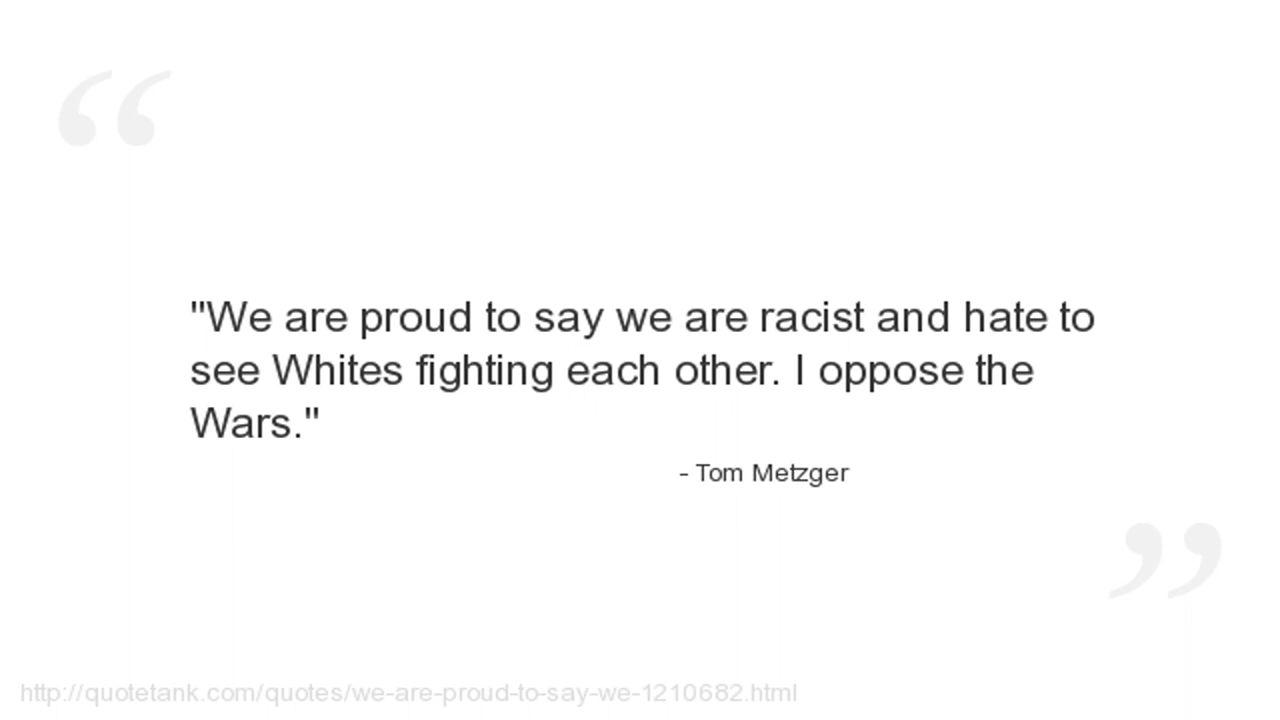 "We are proud to say we are racist and hate to
see Whites fighting each other. I oppose the
Wars."
- Tom Metzger
http://quotetank.com/quotes/we-are-proud-to-say-we-1210682.html